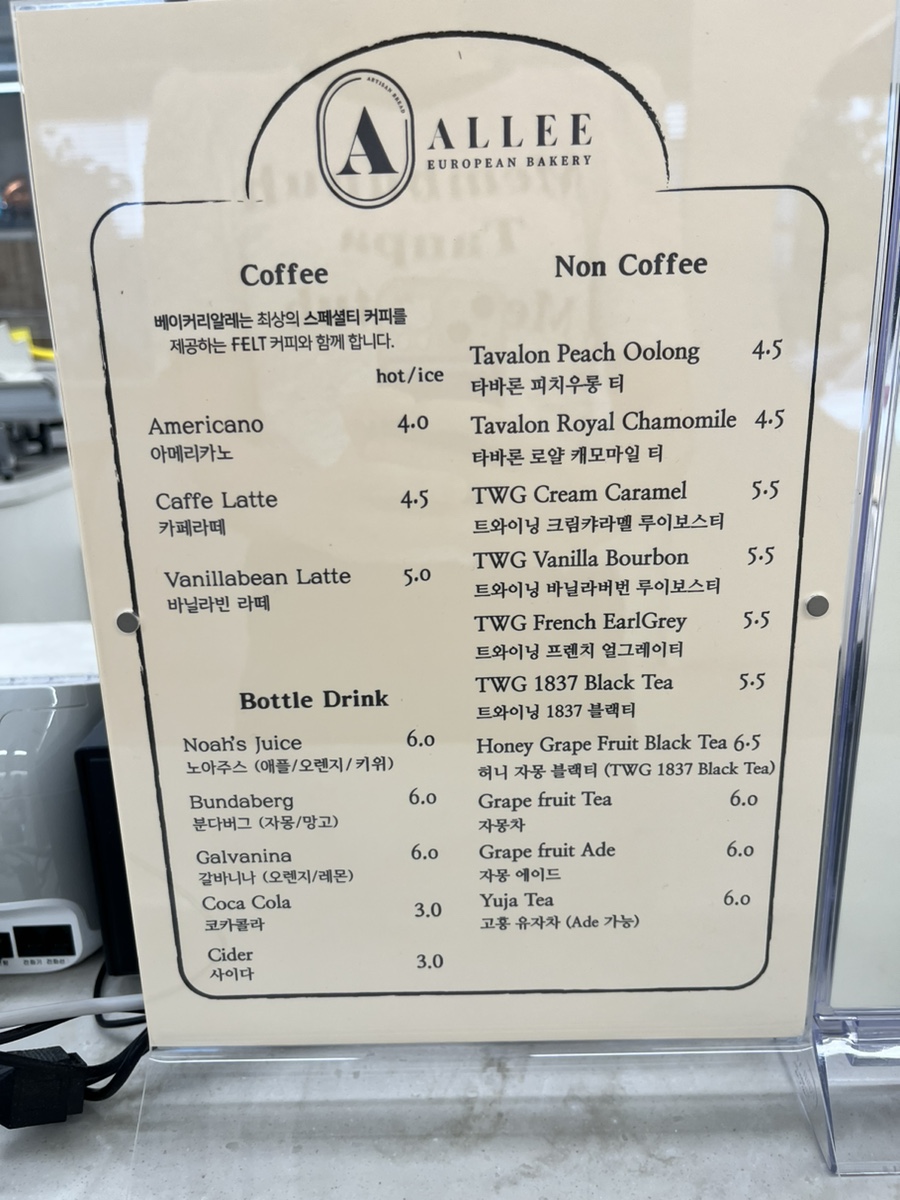 ARTISAN BREAD
A
ALLEE
EUROPEAN BAKERY
Coffee
베이커리알레는 최상의 스페셜티 커피를
제공하는 FELT 커피와 함께 합니다.
hot/ice
Americano 4.0
아메리카노
Caffe Latte 4.5
카페라떼
Vanillabean Latte 5.0
바닐라빈 라떼
Bottle Drink
Noah's Juice 6.0
노아주스 (애플/오렌지/키위)
Bundaberg 6.0
분다버그 (자몽/망고)
Galvanina 6.0
갈바니나 (오렌지/레몬)
Coca Cola 3.0
코카콜라
Cider 3.0
사이다
Non Coffee
Tavalon Peach Oolong 4.5
타바론 피치우롱 티
Tavalon Royal Chamomile 4.5
타바론 로얄 캐모마일 티
TWG Cream Caramel 5.5
트와이닝 크림캬라멜 루이보스티
TWG Vanilla Bourbon 5.5
트와이닝 바닐라버번 루이보스티
TWG French EarlGrey 5.5
트와이닝 프렌치 얼그레이티
TWG 1837 Black Tea 5.5
트와이닝 1837 블랙티
Honey Grape Fruit Black Tea 6.5
허니 자몽 블랙티 (TWG 1837 Black Tea)
Grape fruit Tea 6.0
자몽차
Grape fruit Ade 6.0
자몽 에이드
Yuja Tea 6.0
고흥 유자차 (Ade 가능)